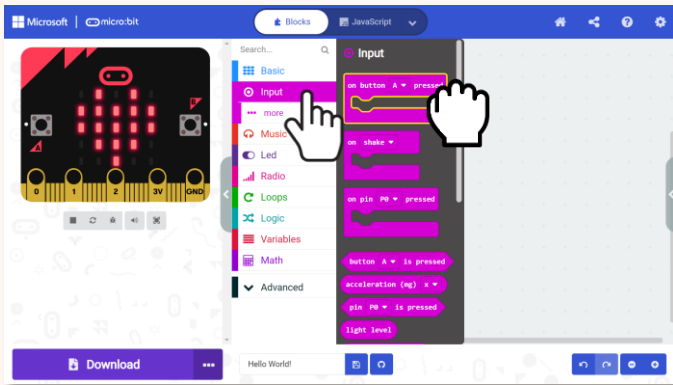 Microsoft | micro:bit
Blocks
JavaScript
A
B
0 1 2 3V GND
Download
Search...
Basic
Input
more
Music
Led
Radio
Loops
Logic
Variables
Math
Advanced
Input
on button A pressed
on shake
on pin P0 pressed
button A is pressed
acceleration (mg) x
pin P0 is pressed
light level
Hello World!